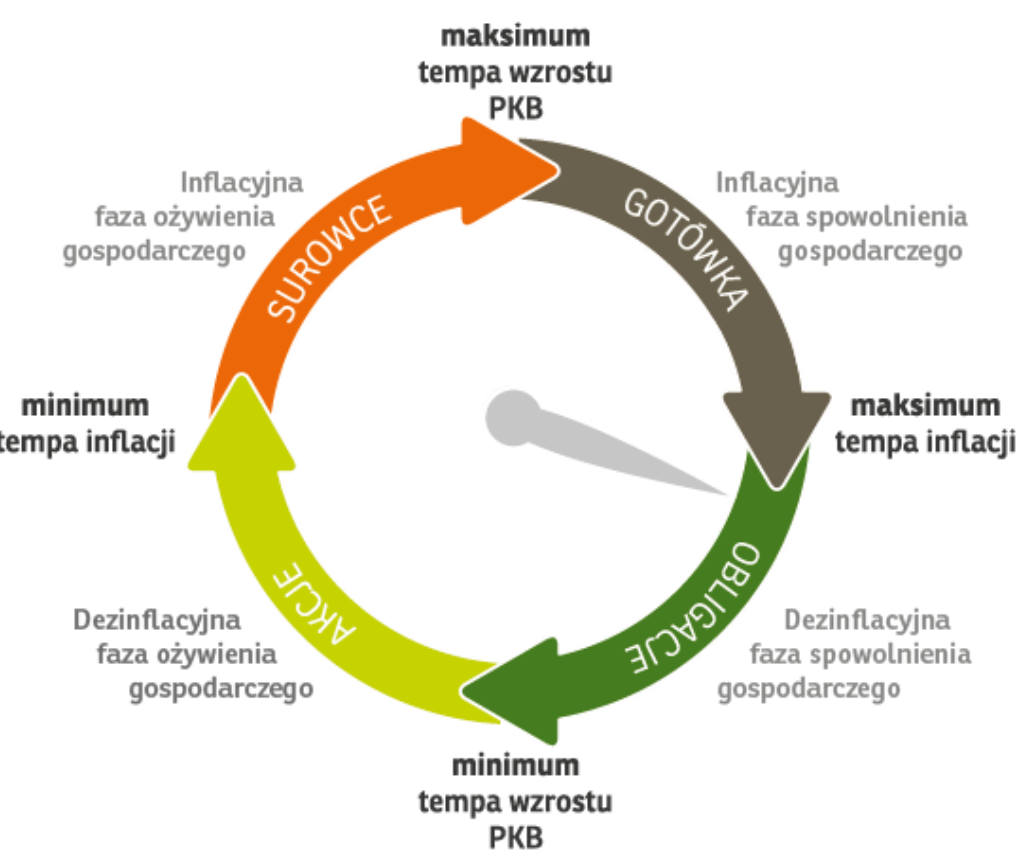 maksimum
tempa wzrostu
PKB
Inflacyjna
faza ożywienia
gospodarczego
SUROWCE
GOTÓWKA
Inflacyjna
faza spowolnienia
gospodarczego
minimum
tempa inflacji
maksimum
tempa inflacji
Dezinflacyjna
faza ożywienia
gospodarczego
AKCJE
OBLIGACJE
Dezinflacyjna
faza spowolnienia
gospodarczego
minimum
tempa wzrostu
PKB